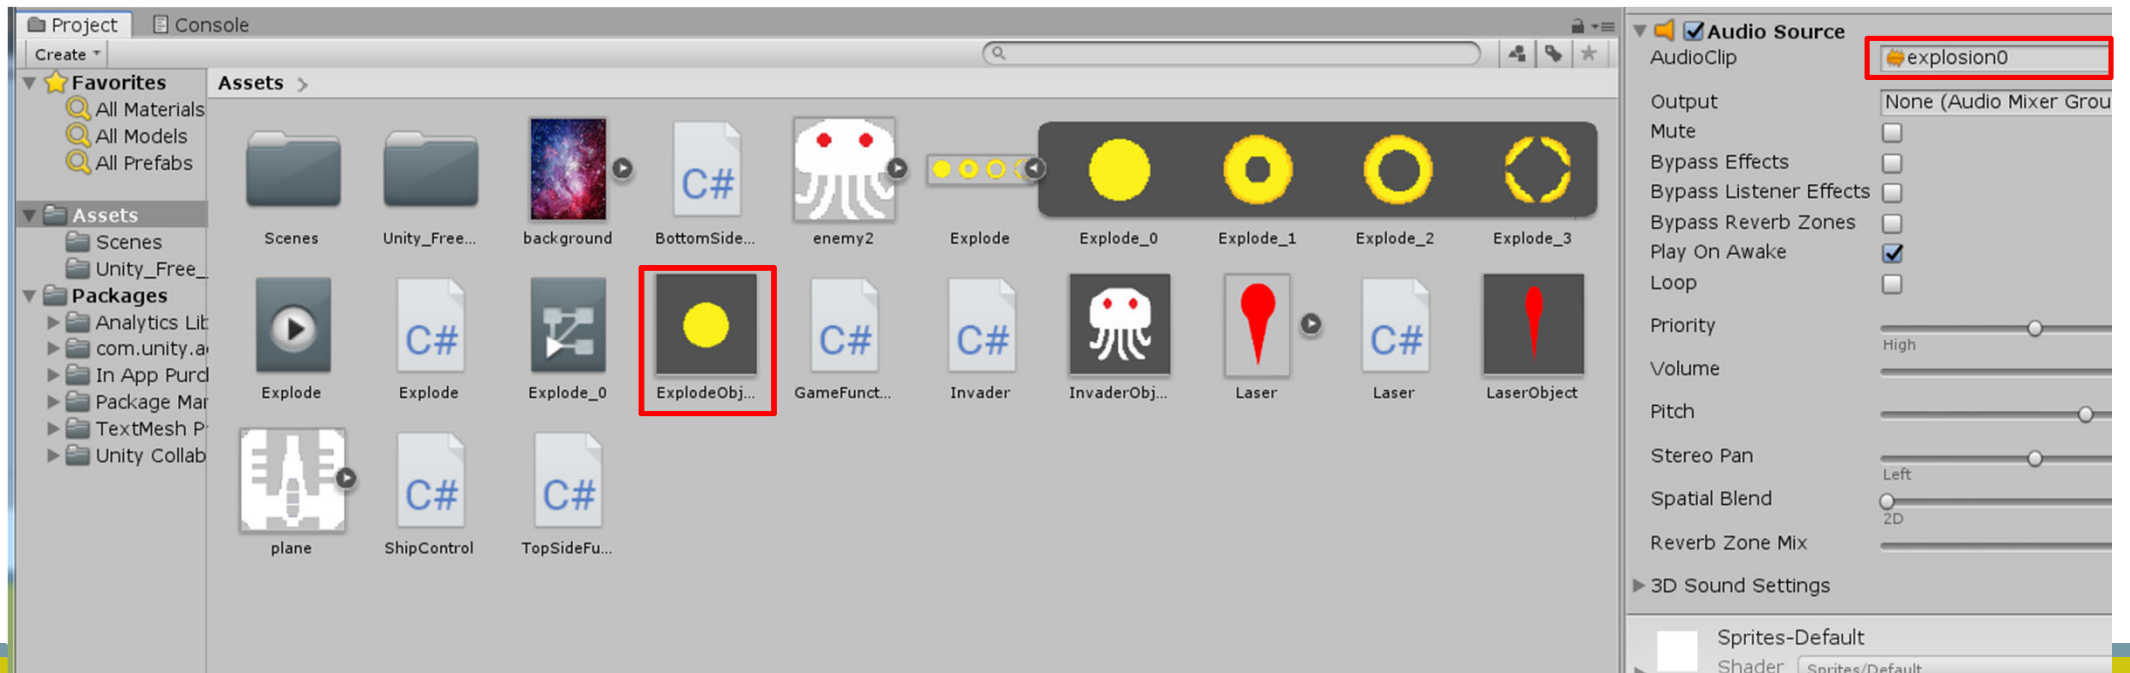 Project
Console
Create
Favorites
All Materials
All Models
All Prefabs
Assets
Scenes
Unity_Free_
Packages
Analytics Lib
com.unity.a
In App Purc
Package Mar
TextMesh P
Unity Collab
Assets
Scenes
Unity_Free...
background
BottomSide...
enemy2
Explode
Explode_0
Explode_1
Explode_2
Explode_3
C#
Explode
C#
Explode
Explode_0
ExplodeObj...
C#
GameFunct...
C#
Invader
InvaderObj...
Laser
C#
Laser
LaserObject
plane
C#
ShipControl
C#
TopSideFu...
Audio Source
AudioClip
explosion0
Output
None (Audio Mixer Grou
Mute
Bypass Effects
Bypass Listener Effects
Bypass Reverb Zones
Play On Awake
Loop
Priority
High
Volume
Pitch
Stereo Pan
Left
Spatial Blend
2D
Reverb Zone Mix
3D Sound Settings
Sprites-Default
Shader
Sprites/Default